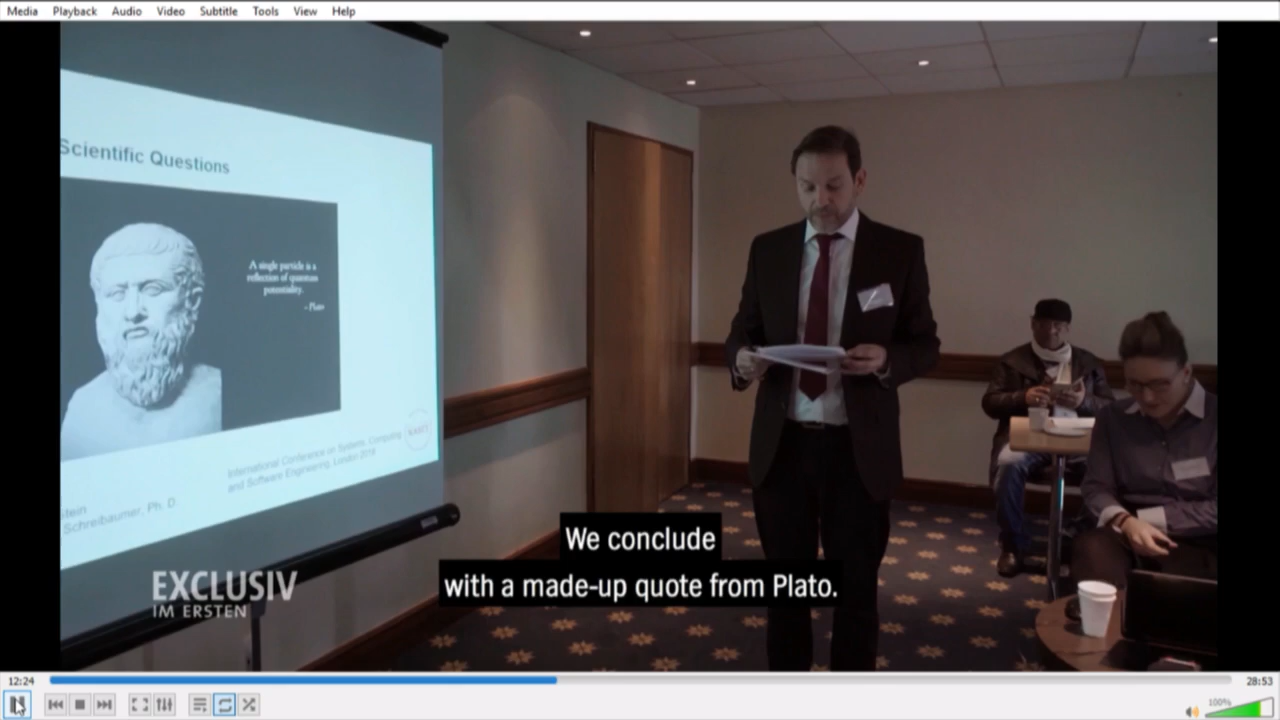 Media Playback Audio Video Subtitle Tools View Help
Scientific Questions
A single particle is a
reflection of quantum
potentiality.
- Plato
International Conference on Systems, Computing
and Software Engineering, London 2018
stein
Schreibaumer, Ph. D
We conclude
with a made-up quote from Plato.
EXCLUSIV
IM ERSTEN
12:24
28:53
100%